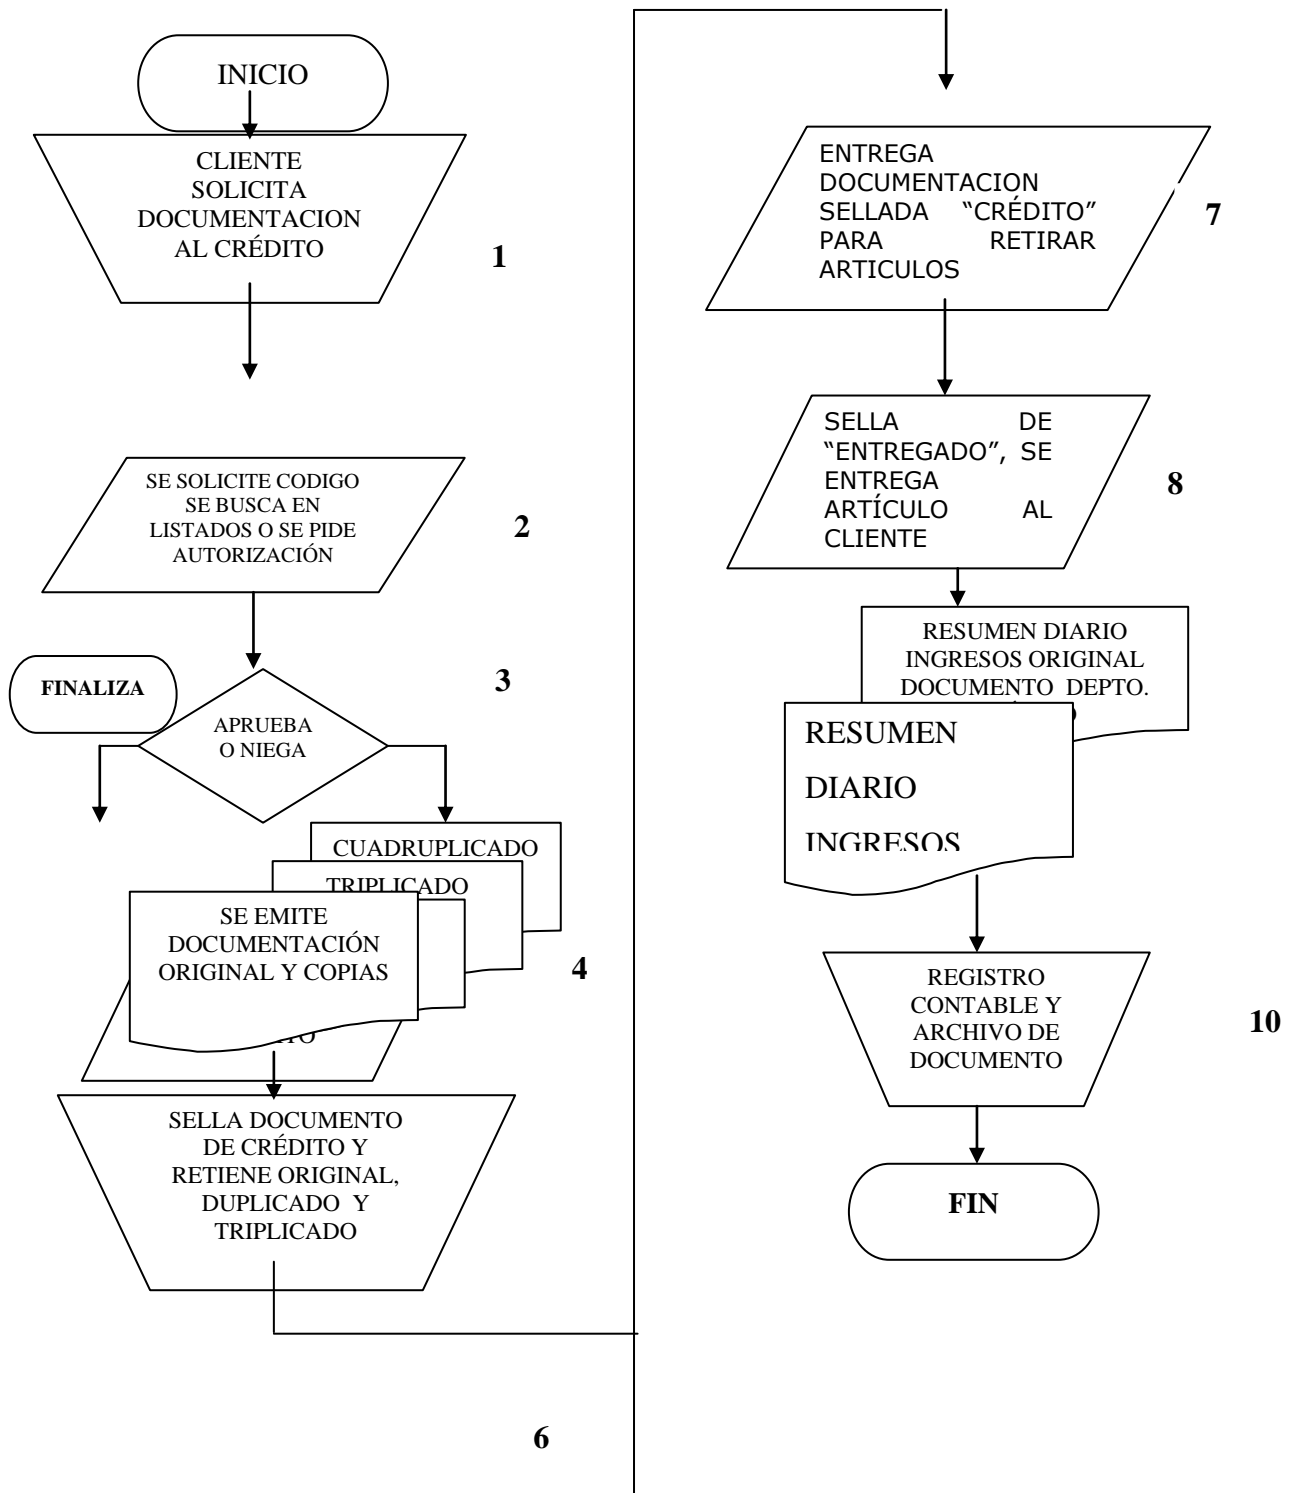 INICIO
CLIENTE
SOLICITA
DOCUMENTACION
AL CRÉDITO
1
SE SOLICITE CODIGO
SE BUSCA EN
LISTADOS O SE PIDE
AUTORIZACIÓN
2
FINALIZA
3
APRUEBA
O NIEGA
CUADRUPLICADO
TRIPLICADO
SE EMITE
DOCUMENTACIÓN
ORIGINAL Y COPIAS
4
SELLA DOCUMENTO
DE CRÉDITO Y
RETIENE ORIGINAL,
DUPLICADO Y
TRIPLICADO
6
ENTREGA
DOCUMENTACION
SELLADA “CRÉDITO”
PARA RETIRAR
ARTICULOS
7
SELLA DE
“ENTREGADO”, SE
ENTREGA
ARTÍCULO AL
CLIENTE
8
RESUMEN DIARIO
INGRESOS ORIGINAL
DOCUMENTO DEPTO.
RESUMEN
DIARIO
INGRESOS
REGISTRO
CONTABLE Y
ARCHIVO DE
DOCUMENTO
10
FIN